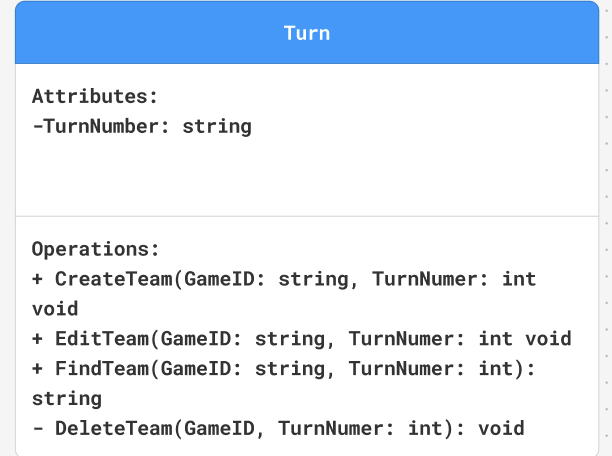 Turn
Attributes:
-TurnNumber: string
Operations:
+ CreateTeam(GameID: string, TurnNumer: int
void
+ EditTeam(GameID: string, TurnNumer: int void
+ FindTeam(GameID: string, TurnNumer: int):
string
- DeleteTeam(GameID, TurnNumer: int): void